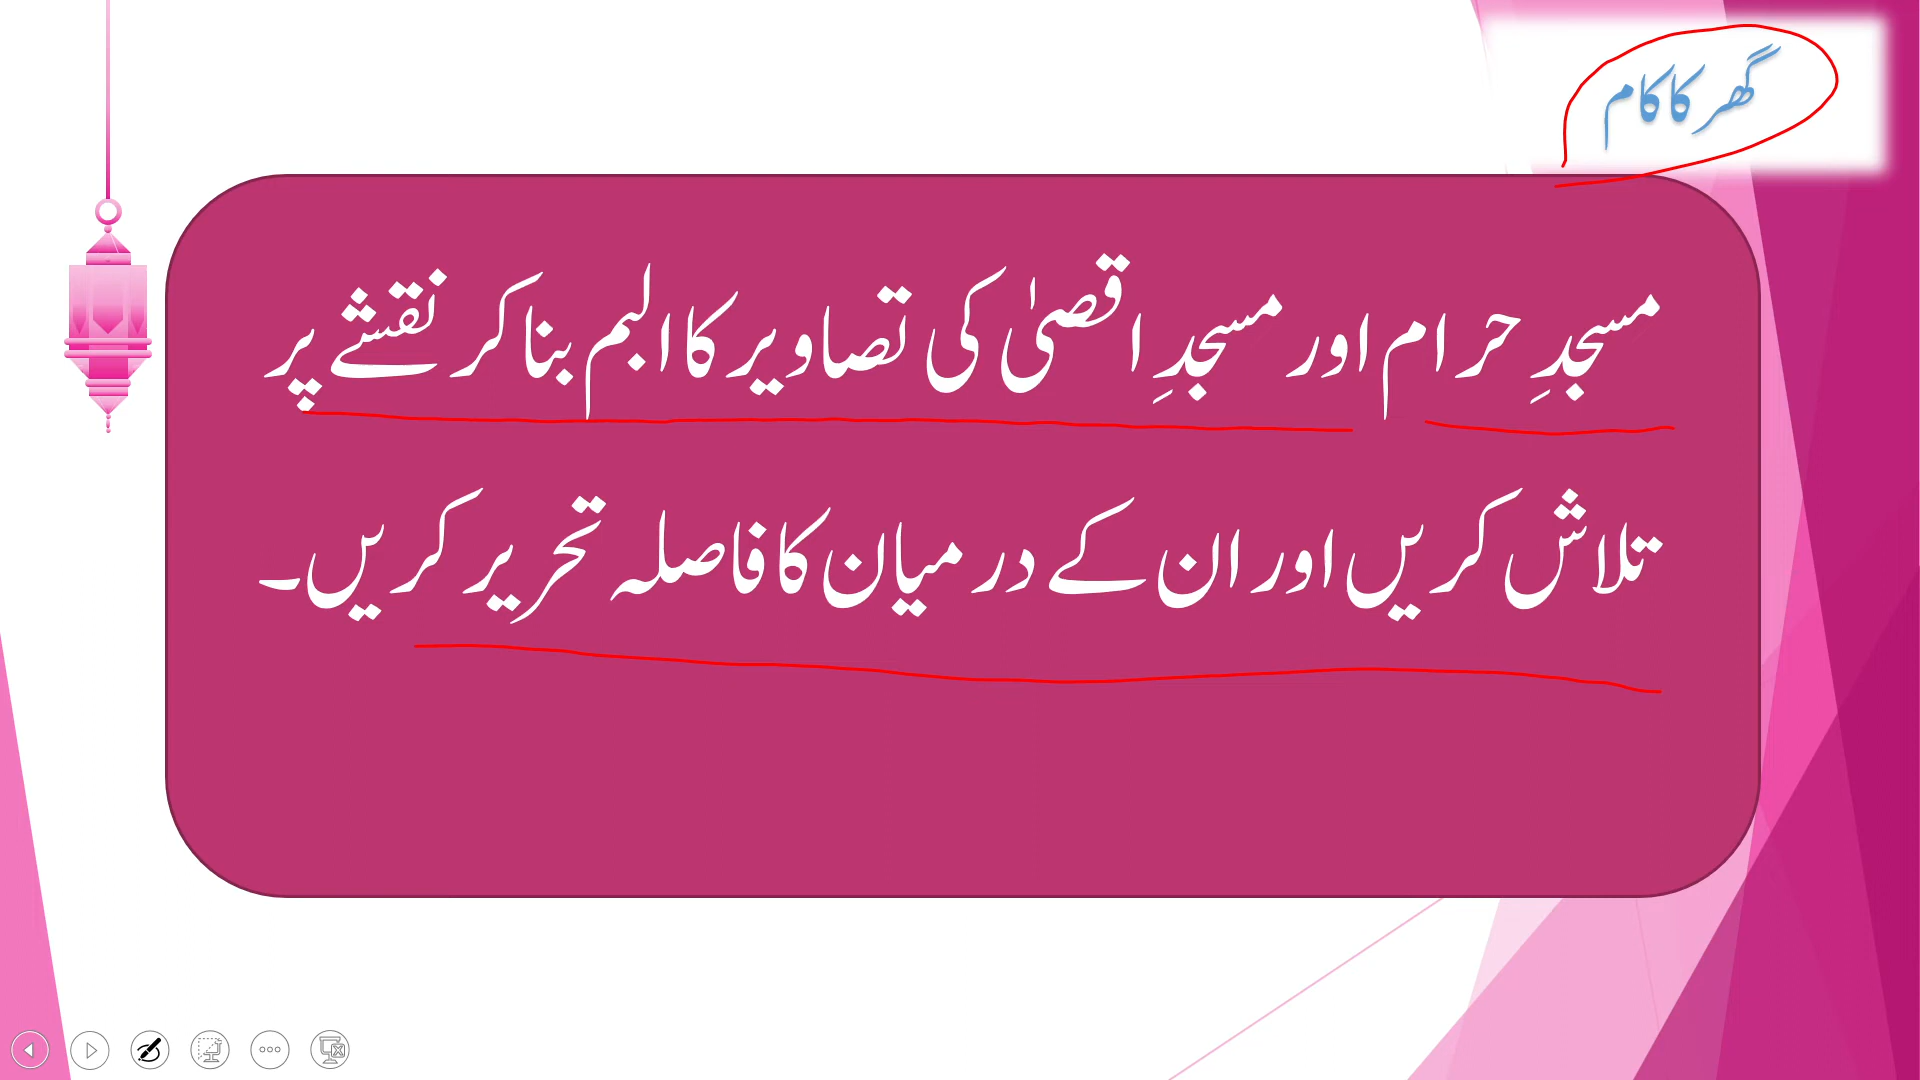 گھر کا کام
مسجدِ حرام اور مسجدِ اقصیٰ کی تصاویر کا البم بنا کر نقشے پر
تلاش کریں اور ان کے درمیان کا فاصلہ تحریر کریں۔